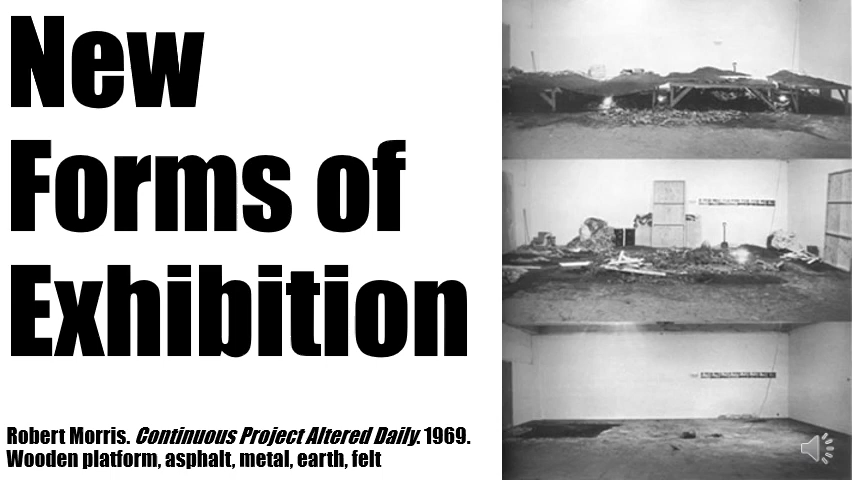 New
Forms of
Exhibition
Robert Morris. Continuous Project Altered Daily. 1969.
Wooden platform, asphalt, metal, earth, felt